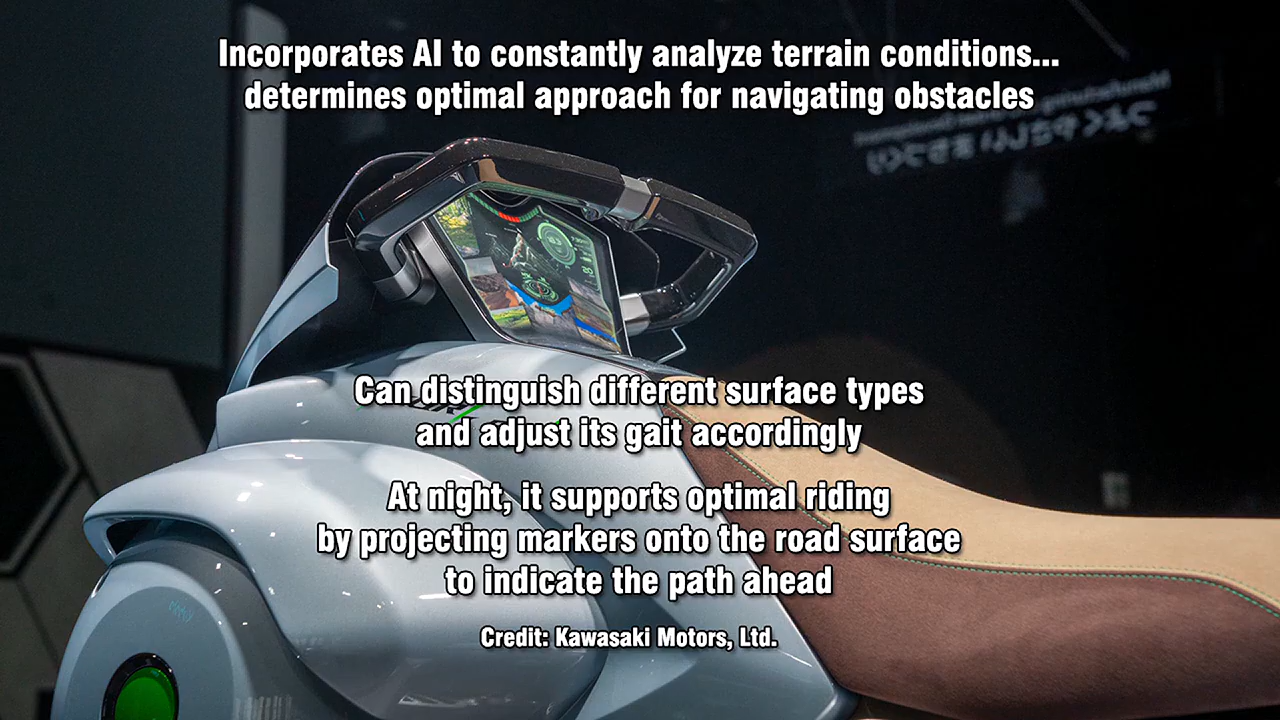 Incorporates AI to constantly analyze terrain conditions...
determines optimal approach for navigating obstacles
Can distinguish different surface types
and adjust its gait accordingly
At night, it supports optimal riding
by projecting markers onto the road surface
to indicate the path ahead
Credit: Kawasaki Motors, Ltd.